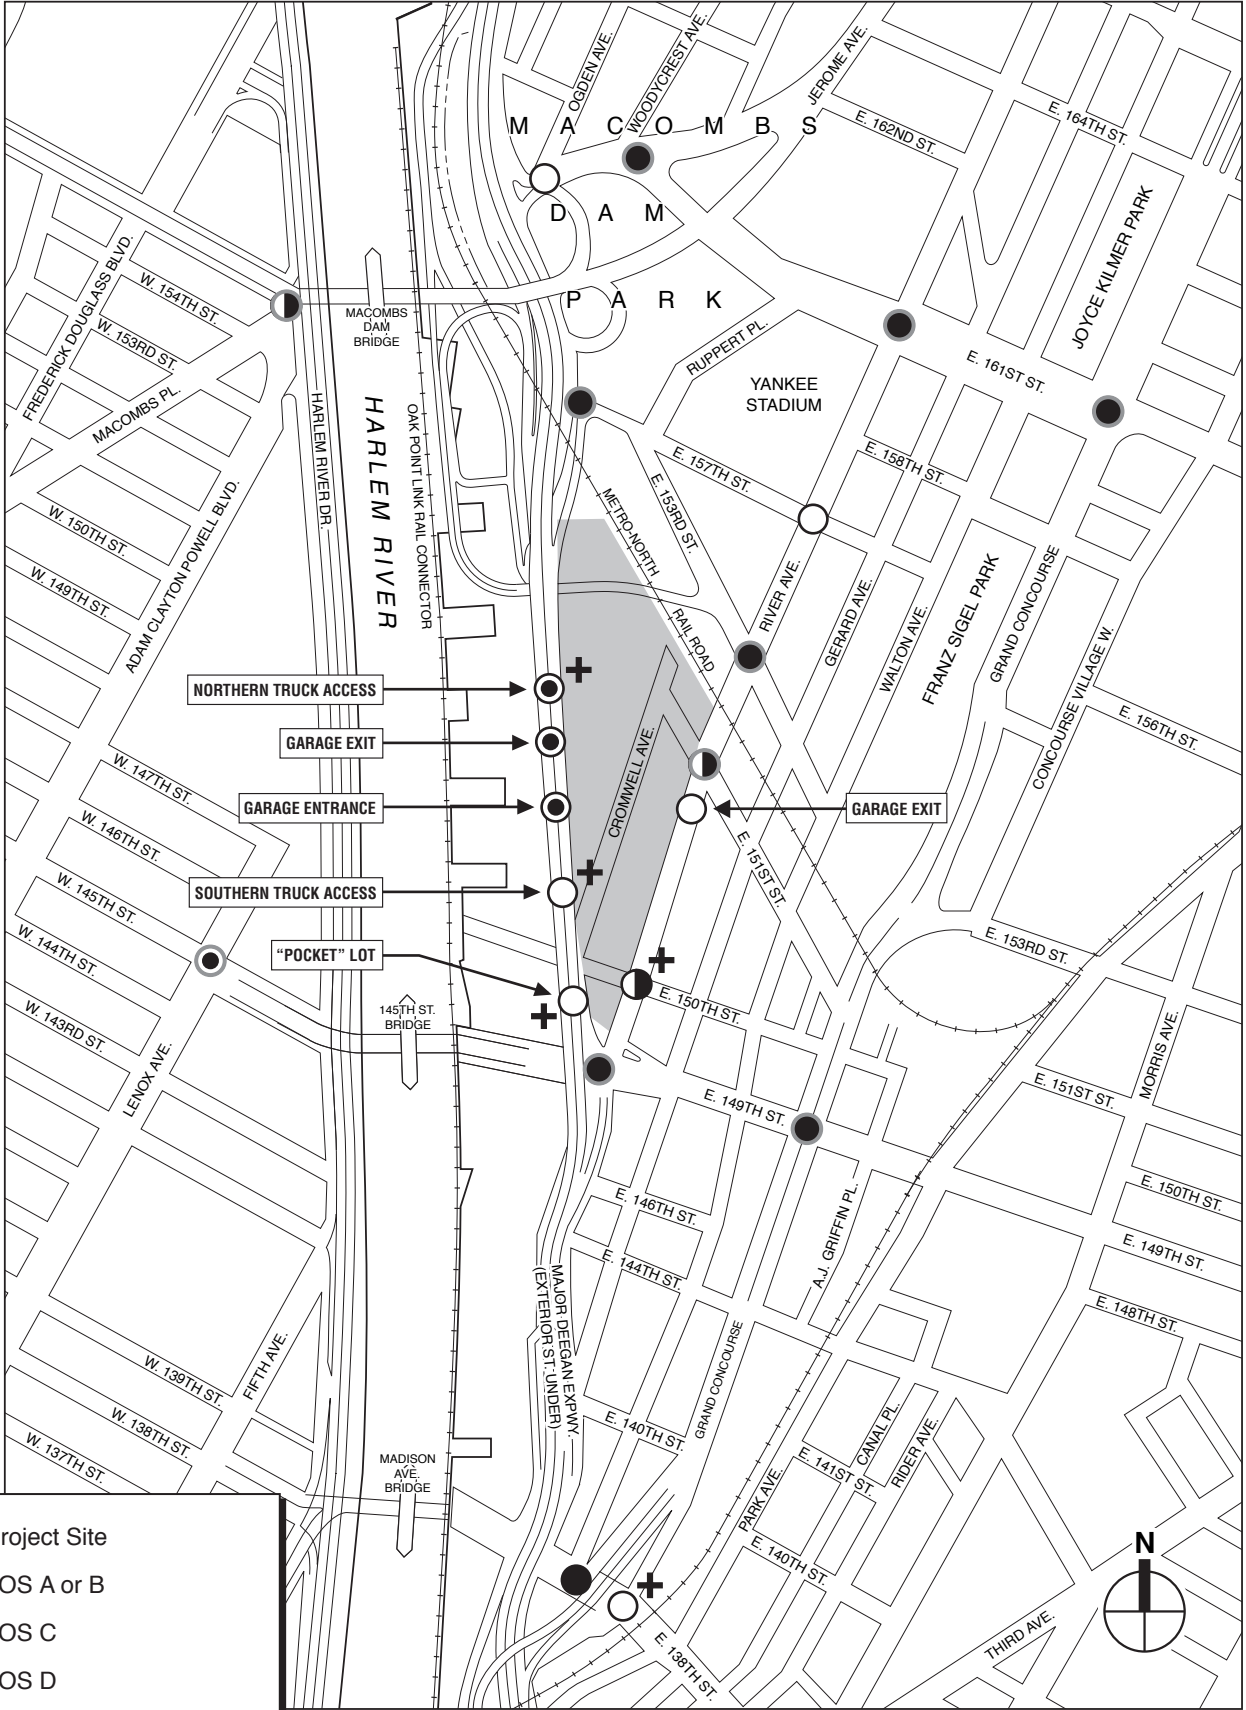 OGDEN AVE.
WOODYCREST AVE.
JEROME AVE.
E. 162ND ST.
E. 164TH ST.
MACOMBS
DAM
PARK
JOYCE KILMER PARK
FREDERICK DOUGLASS BLVD.
W. 154TH ST.
W. 153RD ST.
MACOMBS PL.
MACOMBS
DAM
BRIDGE
RUPPERT PL.
YANKEE
STADIUM
E. 161ST ST.
HARLEM RIVER DR.
HARLEM RIVER
OAK POINT LINK RAIL CONNECTOR
E. 157TH ST.
E. 158TH ST.
E. 153RD ST.
METRO-NORTH
RAIL ROAD
W. 150TH ST.
W. 149TH ST.
ADAM CLAYTON POWELL BLVD.
RIVER AVE.
GERARD AVE.
WALTON AVE.
FRANZ SIGEL PARK
GRAND CONCOURSE
CONCOURSE VILLAGE W.
E. 156TH ST.
NORTHERN TRUCK ACCESS
GARAGE EXIT
GARAGE ENTRANCE
CROMWELL AVE.
GARAGE EXIT
W. 147TH ST.
W. 146TH ST.
W. 145TH ST.
W. 144TH ST.
W. 143RD ST.
SOUTHERN TRUCK ACCESS
E. 151ST ST.
"POCKET" LOT
E. 153RD ST.
E. 150TH ST.
145TH ST.
BRIDGE
LENOX AVE.
E. 149TH ST.
MORRIS AVE.
E. 151ST ST.
E. 150TH ST.
E. 149TH ST.
E. 148TH ST.
E. 146TH ST.
E. 144TH ST.
A.J. GRIFFIN PL.
MAJOR DEEGAN EXPWY.
(EXTERIOR ST. UNDER)
GRAND CONCOURSE
FIFTH AVE.
W. 139TH ST.
W. 138TH ST.
W. 137TH ST.
E. 140TH ST.
CANAL PL.
RIDER AVE.
E. 141ST ST.
PARK AVE.
MADISON
AVE.
BRIDGE
E. 140TH ST.
E. 138TH ST.
THIRD AVE.
N
roject Site
OS A or B
OS C
OS D